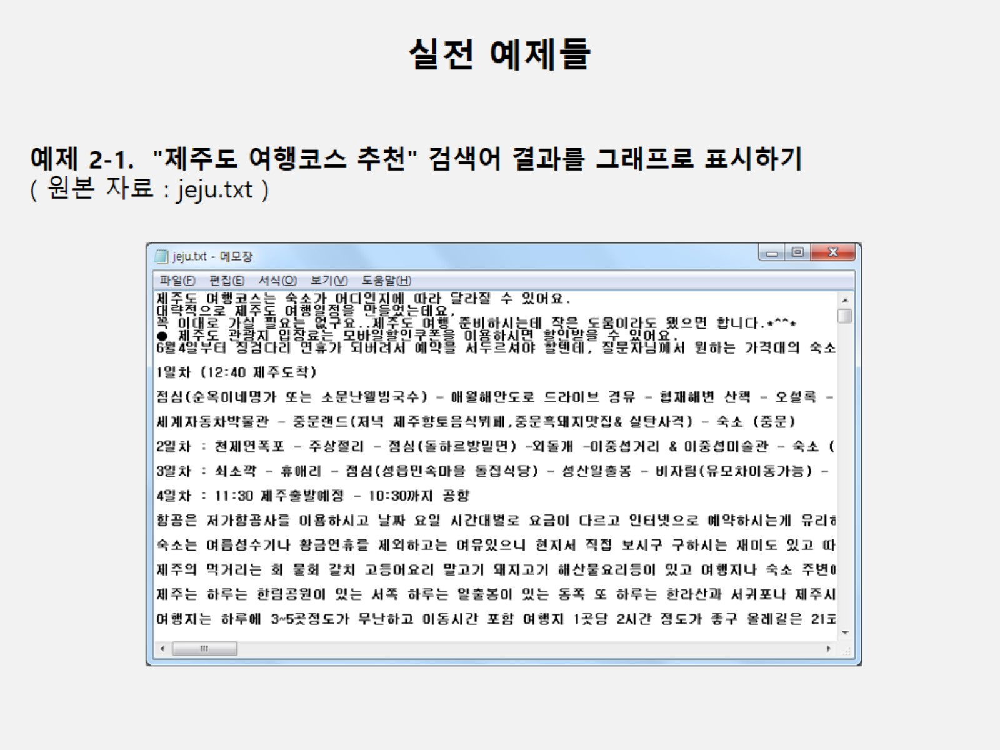 실전 예제들
예제 2-1. "제주도 여행코스 추천" 검색어 결과를 그래프로 표시하기
( 원본 자료 : jeju.txt )
jeju.txt - 메모장
파일(F) 편집(E) 서식(O) 보기(V) 도움말(H)
제주도 여행코스는 숙소가 어디인지에 따라 달라질 수 있어요.
대략적으로 제주도 여행일정을 만들었는데요,
꼭 이대로 가실 필요는 없구요..제주도 여행 준비하시는데 작은 도움이라도 됐으면 합니다.*^^*
● 제주도 관광지 입장료는 모바일할인쿠폰을 이용하시면 할인받을 수 있어요.
6월4일부터 징검다리 연휴가 되버려서 예약을 서두르셔야 할텐데, 질문자님께서 원하는 가격대의 숙소
1일차 (12:40 제주도착)
점심(순옥이네명가 또는 소문난웰빙국수) - 애월해안도로 드라이브 경유 - 협재해변 산책 - 오설록 -
세계자동차박물관 - 중문랜드(저녁 제주향토음식뷔페,중문흑돼지맛집& 실탄사격) - 숙소 (중문)
2일차 : 천제연폭포 - 주상절리 - 점심(돌하르방밀면) -외돌개 -이중섭거리 & 이중섭미술관 - 숙소 (
3일차 : 쇠소깍 - 휴애리 - 점심(성읍민속마을 돌집식당) - 성산일출봉 - 비자림(유모차이동가능) -
4일차 : 11:30 제주출발예정 - 10:30까지 공항
항공은 저가항공사를 이용하시고 날짜 요일 시간대별로 요금이 다르고 인터넷으로 예약하시는게
숙소는 여름성수기나 황금연휴를 제외하고는 여유있으니 현지서 직접 보시구 구하시는 재미도 있고 따
제주의 먹거리는 회 물회 갈치 고등어요리 말고기 돼지고기 해산물요리등이 있고 여행지나 숙소
제주는 하루는 한림공원이 있는 서쪽 하루는 일출봉이 있는 동쪽 또 하루는 한라산과 서귀포나 제주시
여행지는 하루에 3~5곳정도가 무난하고 이동시간 포함 여행지 1곳당 2시간 정도가 좋구 올레길은